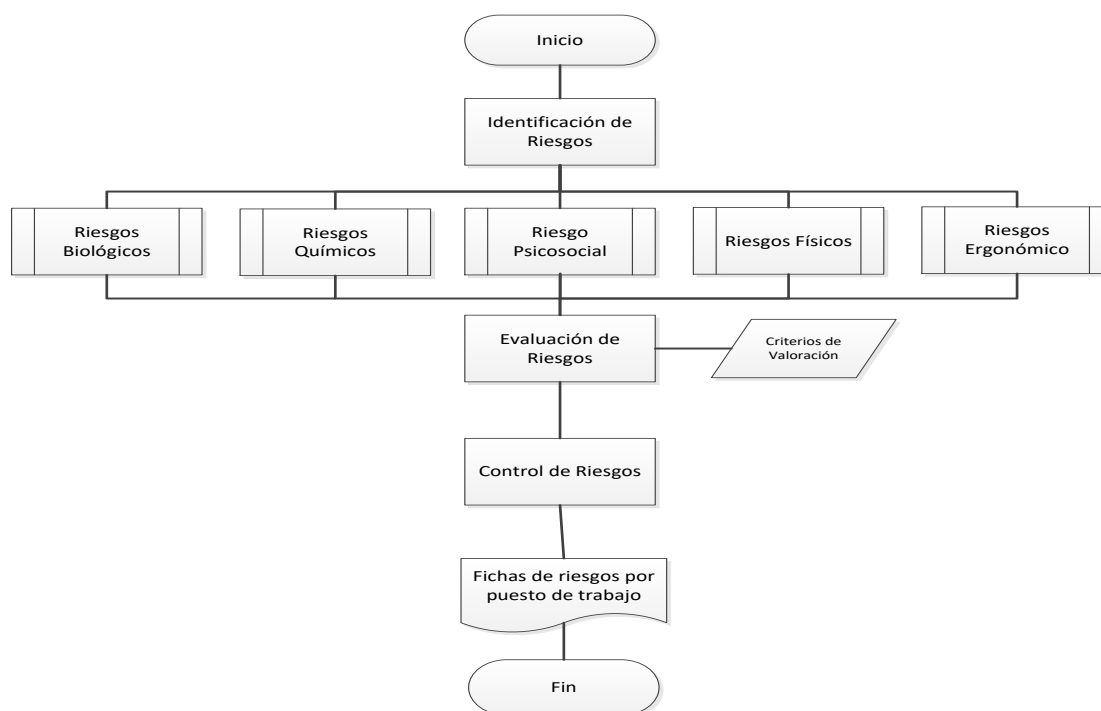 Inicio
Identificación de
Riesgos
Riesgos
Biológicos
Riesgos
Químicos
Riesgo
Psicosocial
Riesgos Físicos
Riesgos
Ergonómico
Evaluación de
Riesgos
Criterios de
Valoración
Control de Riesgos
Fichas de riesgos por
puesto de trabajo
Fin